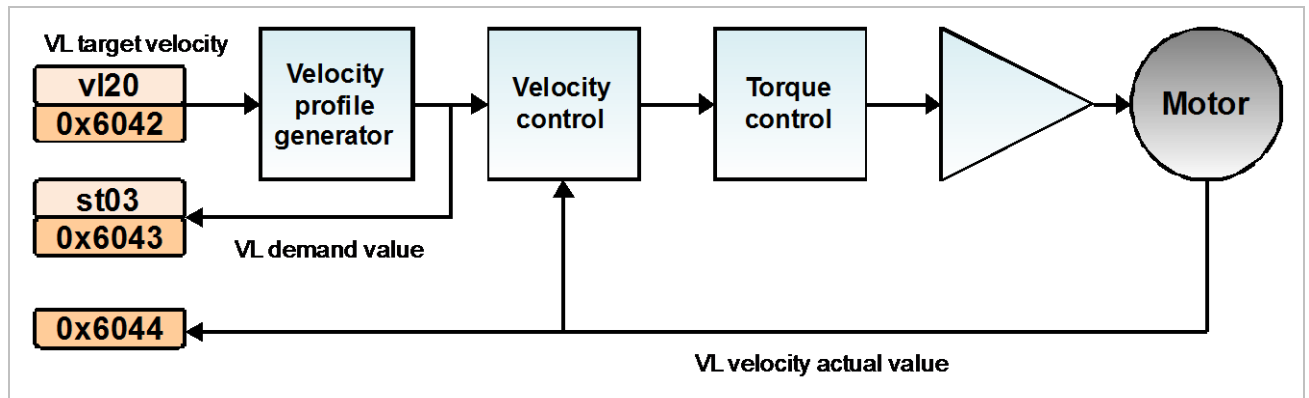 VL target velocity
vl20
0x6042
Velocity
profile
generator
Velocity
control
Torque
control
Motor
st03
0x6043
VL demand value
0x6044
VL velocity actual value